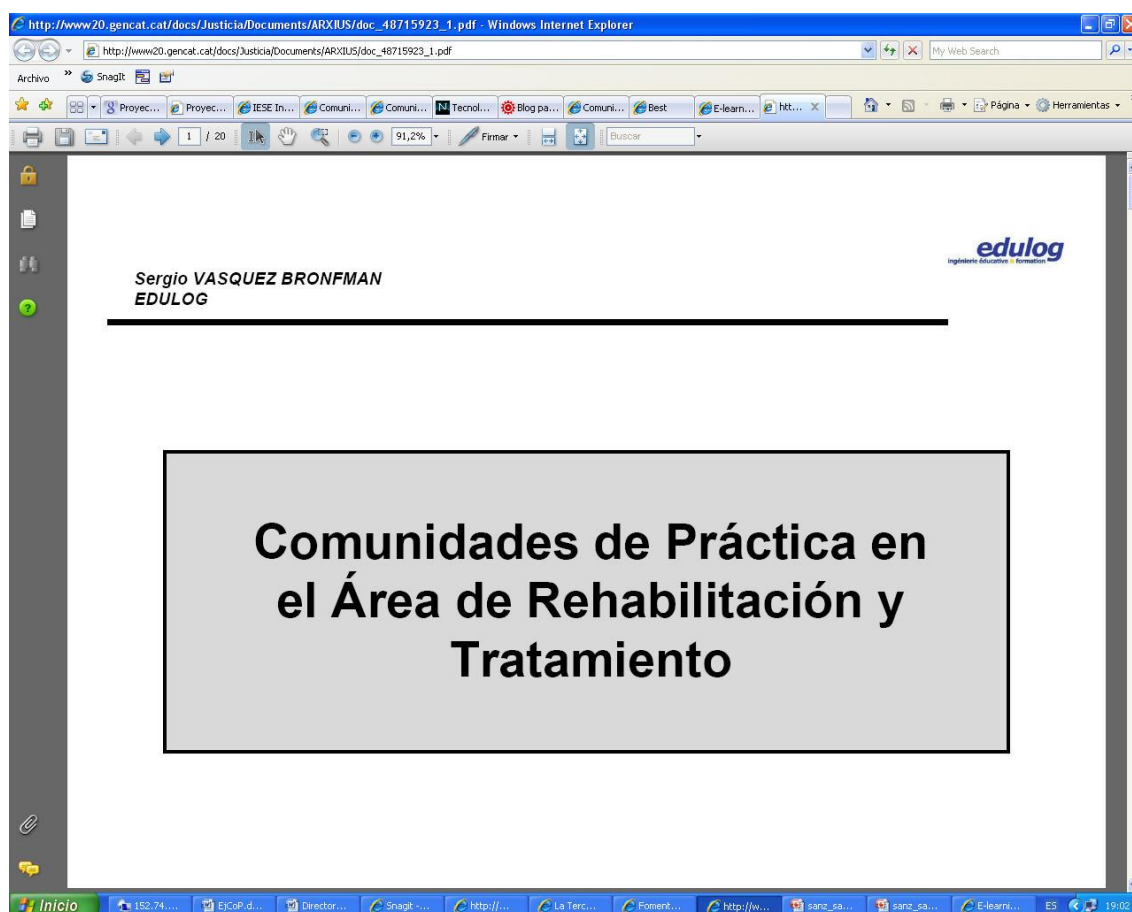 http://www20.gencat.cat/docs/Justicia/Documents/ARXIUS/doc_48715923_1.pdf - Windows Internet Explorer
http://www20.gencat.cat/docs/Justicia/Documents/ARXIUS/doc_48715923_1.pdf My Web Search
Archivo » SnagIt
Proyec... Proyec... IESE In... Comuni... Comuni... Tecnol... Blog pa... Comuni... Best E-learn... htt... Página Herramientas
1 / 20 91,2% Firmar Buscar
edulog
ingénierie éducative & formation
Sergio VASQUEZ BRONFMAN
EDULOG
Comunidades de Práctica en
el Área de Rehabilitación y
Tratamiento
Inicio 152.74.... EjCoP.d... Director... SnagIt -... http://... La Terc... Foment... http://w... sanz_sa... sanz_sa... E-learni... ES 19:02